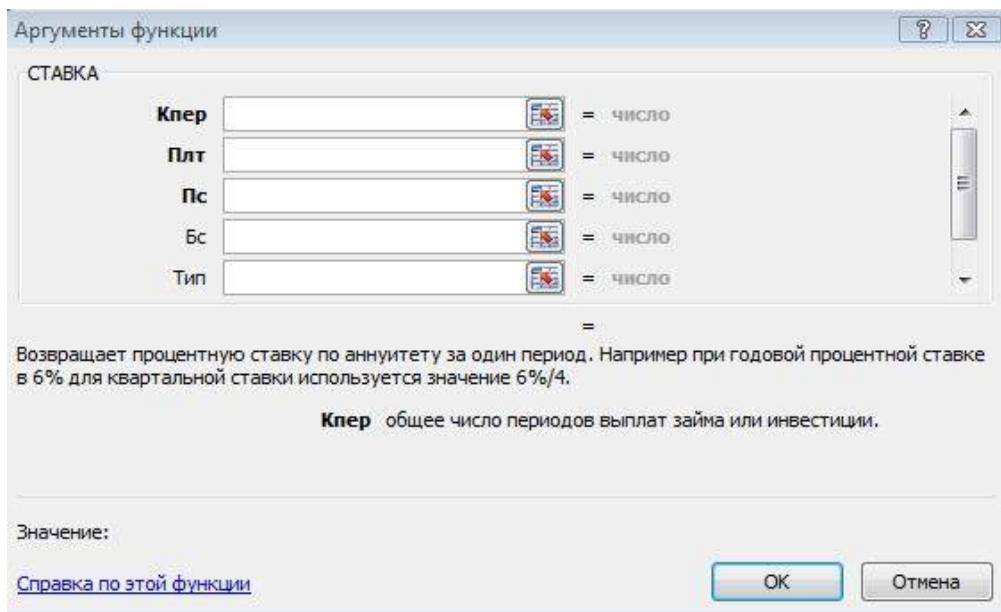 Аргументы функции
СТАВКА
Кпер = число
Плт = число
Пс = число
Бс = число
Тип = число
=
Возвращает процентную ставку по аннуитету за один период. Например при годовой процентной ставке
в 6% для квартальной ставки используется значение 6%/4.
Кпер общее число периодов выплат займа или инвестиции.
Значение:
Справка по этой функции
ОК
Отмена